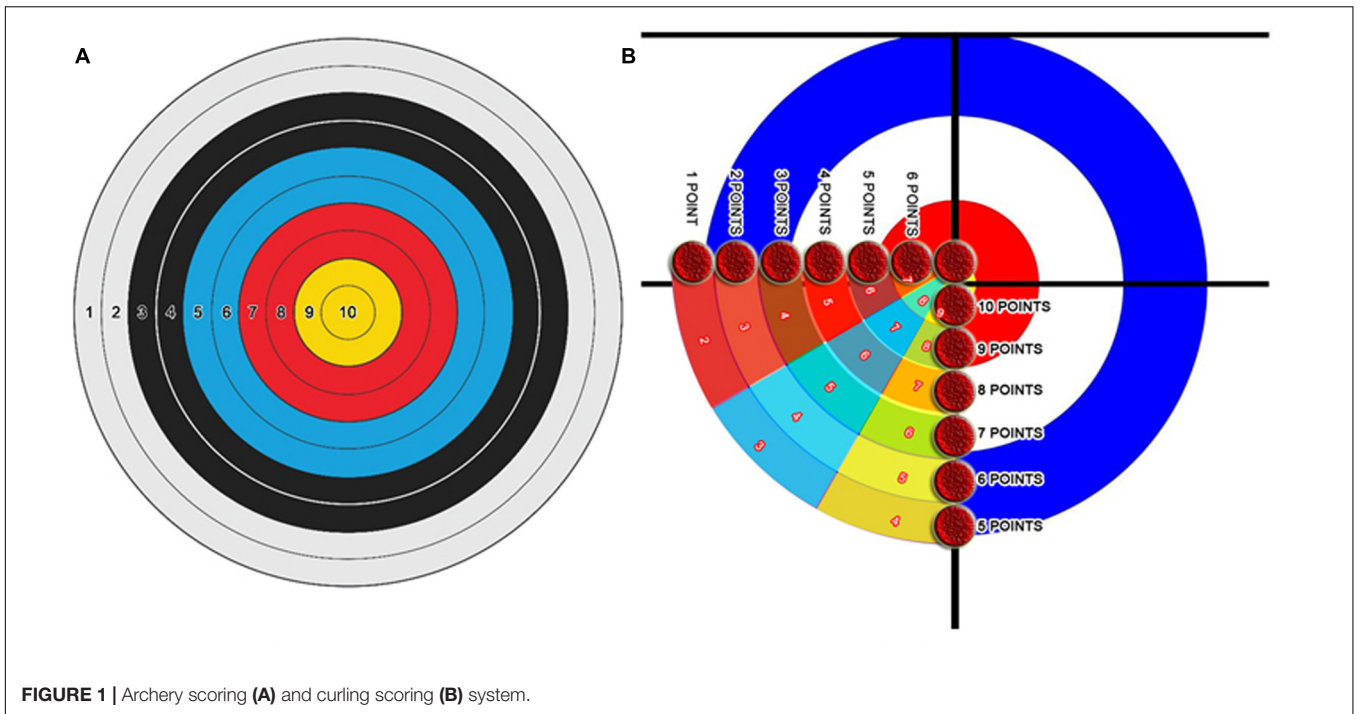 A
1 2 3 4 5 6 7 8 9 10
B
1 POINT
2 POINTS
3 POINTS
4 POINTS
5 POINTS
6 POINTS
2 3 4 5 6 7
3 4 5 6 7 8
4 5 6 7 8 9
10 POINTS
9 POINTS
8 POINTS
7 POINTS
6 POINTS
5 POINTS
FIGURE 1 | Archery scoring (A) and curling scoring (B) system.